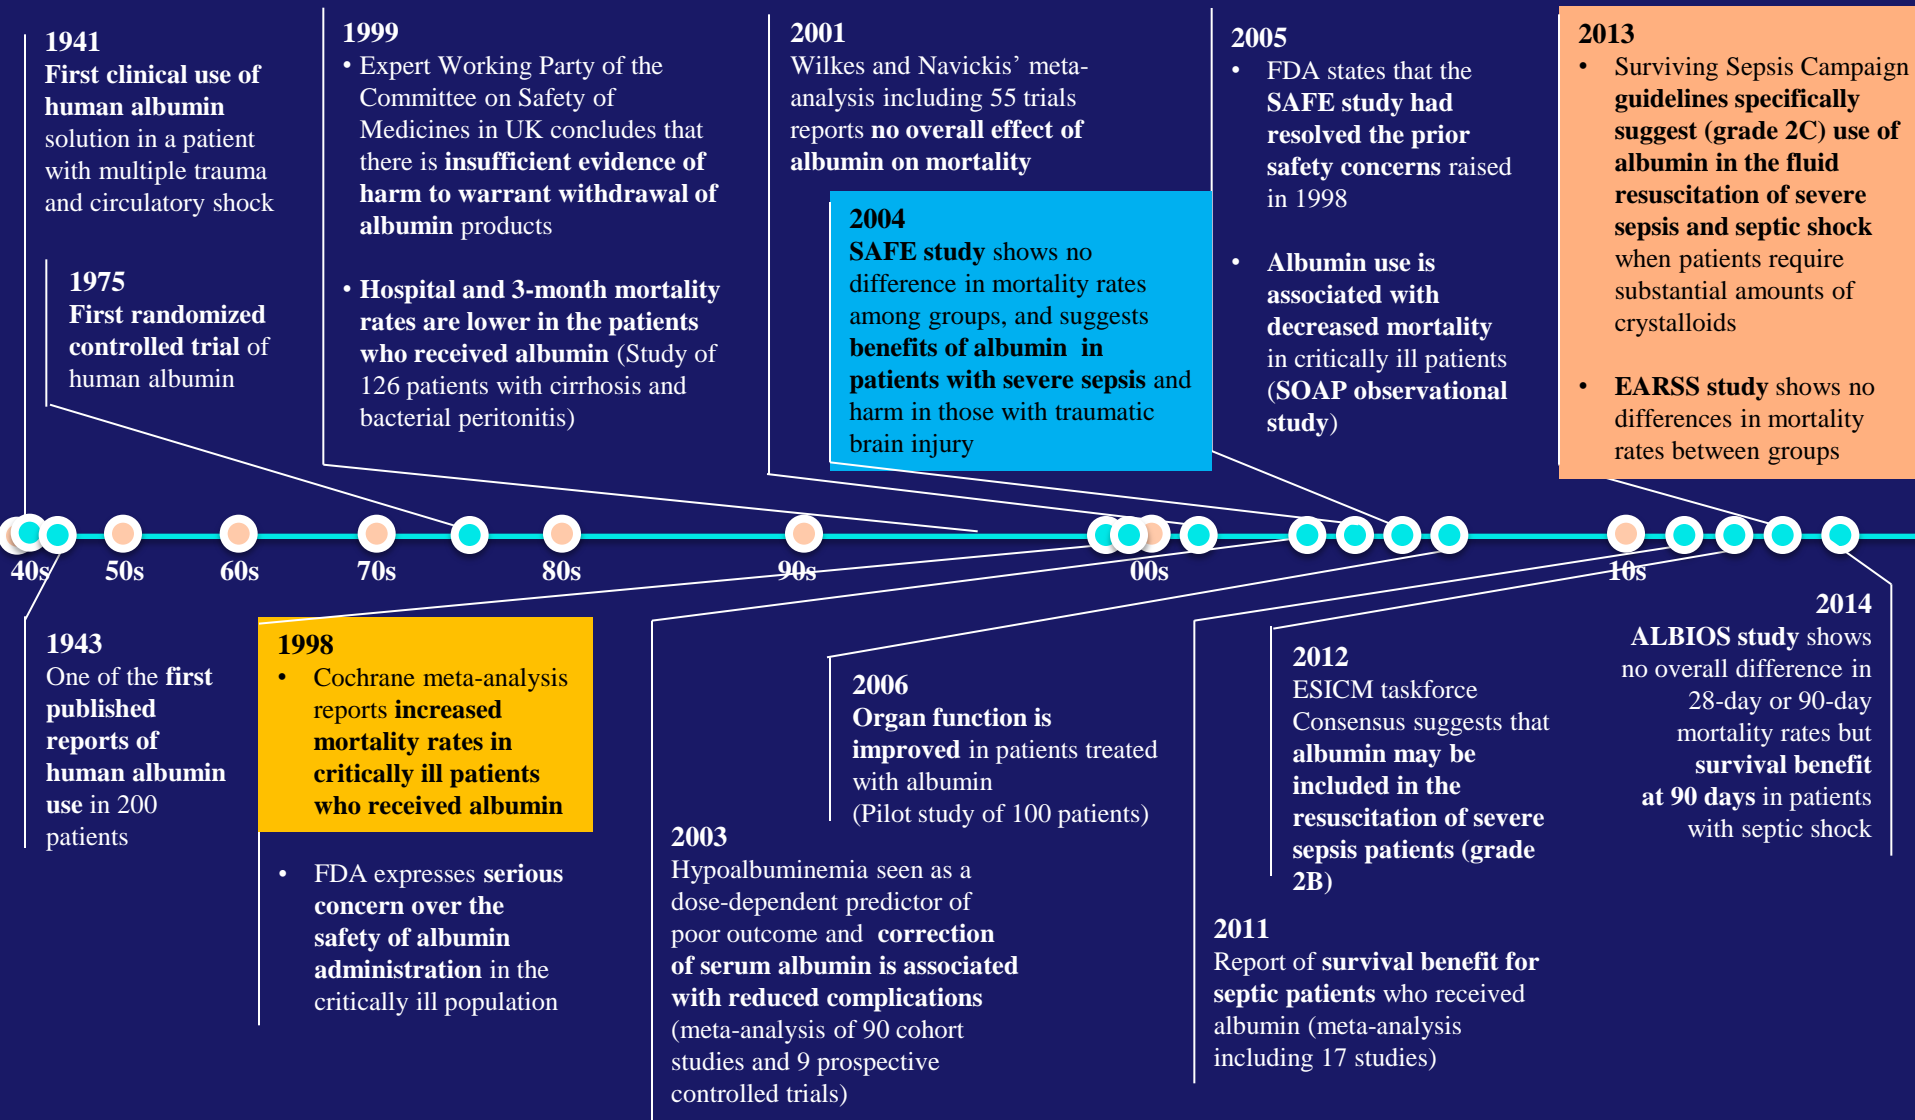 1941
First clinical use of
human albumin
solution in a patient
with multiple trauma
and circulatory shock
1975
First randomized
controlled trial of
human albumin
1999
• Expert Working Party of the
Committee on Safety of
Medicines in UK concludes that
there is insufficient evidence of
harm to warrant withdrawal of
albumin products
• Hospital and 3-month mortality
rates are lower in the patients
who received albumin (Study of
126 patients with cirrhosis and
bacterial peritonitis)
2001
Wilkes and Navickis’ meta-
analysis including 55 trials
reports no overall effect of
albumin on mortality
2004
SAFE study shows no
difference in mortality rates
among groups, and suggests
benefits of albumin in
patients with severe sepsis and
harm in those with traumatic
brain injury
2005
• FDA states that the
SAFE study had
resolved the prior
safety concerns raised
in 1998
• Albumin use is
associated with
decreased mortality
in critically ill patients
(SOAP observational
study)
2013
• Surviving Sepsis Campaign
guidelines specifically
suggest (grade 2C) use of
albumin in the fluid
resuscitation of severe
sepsis and septic shock
when patients require
substantial amounts of
crystalloids
• EARSS study shows no
differences in mortality
rates between groups
40s 50s 60s 70s 80s 90s 00s 10s
1943
One of the first
published
reports of
human albumin
use in 200
patients
1998
• Cochrane meta-analysis
reports increased
mortality rates in
critically ill patients
who received albumin
• FDA expresses serious
concern over the
safety of albumin
administration in the
critically ill population
2003
Hypoalbuminemia seen as a
dose-dependent predictor of
poor outcome and correction
of serum albumin is associated
with reduced complications
(meta-analysis of 90 cohort
studies and 9 prospective
controlled trials)
2006
Organ function is
improved in patients treated
with albumin
(Pilot study of 100 patients)
2011
Report of survival benefit for
septic patients who received
albumin (meta-analysis
including 17 studies)
2012
ESICM taskforce
Consensus suggests that
albumin may be
included in the
resuscitation of severe
sepsis patients (grade
2B)
2014
ALBIOS study shows
no overall difference in
28-day or 90-day
mortality rates but
survival benefit
at 90 days in patients
with septic shock